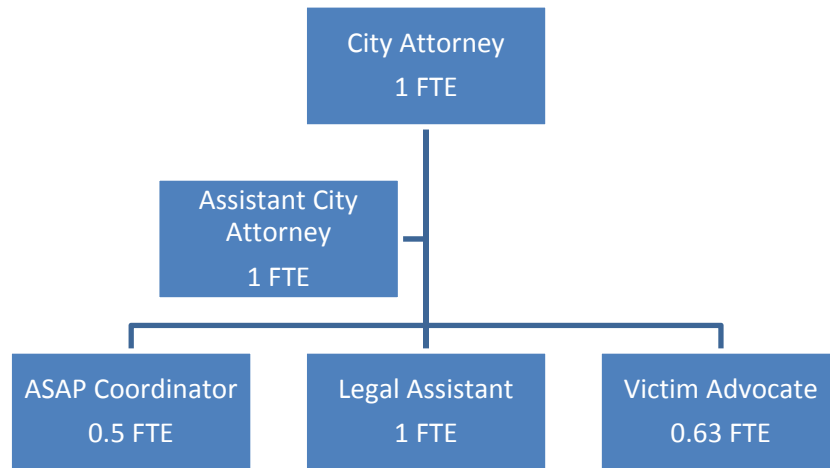 City Attorney
1 FTE
Assistant City
Attorney
1 FTE
ASAP Coordinator
0.5 FTE
Legal Assistant
1 FTE
Victim Advocate
0.63 FTE